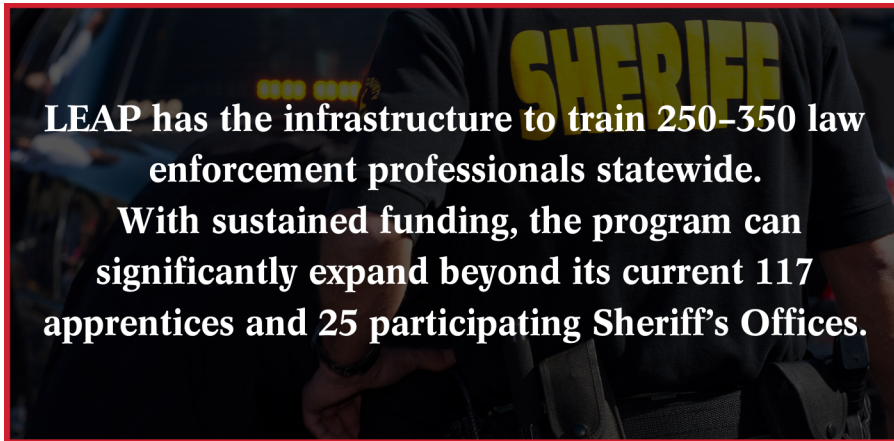 SHERIFF
LEAP has the infrastructure to train 250–350 law
enforcement professionals statewide.
With sustained funding, the program can
significantly expand beyond its current 117
apprentices and 25 participating Sheriff’s Offices.